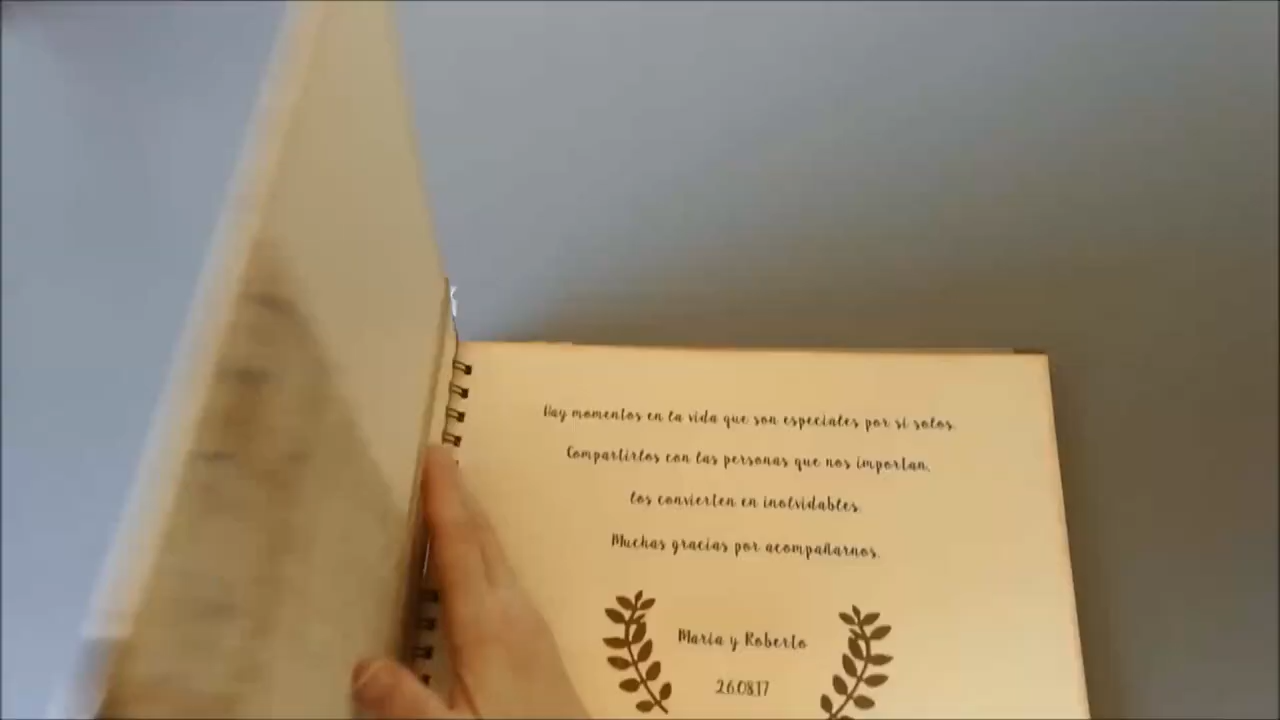 Hay momentos en la vida que son especiales por sí solos.
Compartirlos con las personas que nos importan,
los convierten en inolvidables.
Muchas gracias por acompañarnos.
María y Roberto
26.08.17